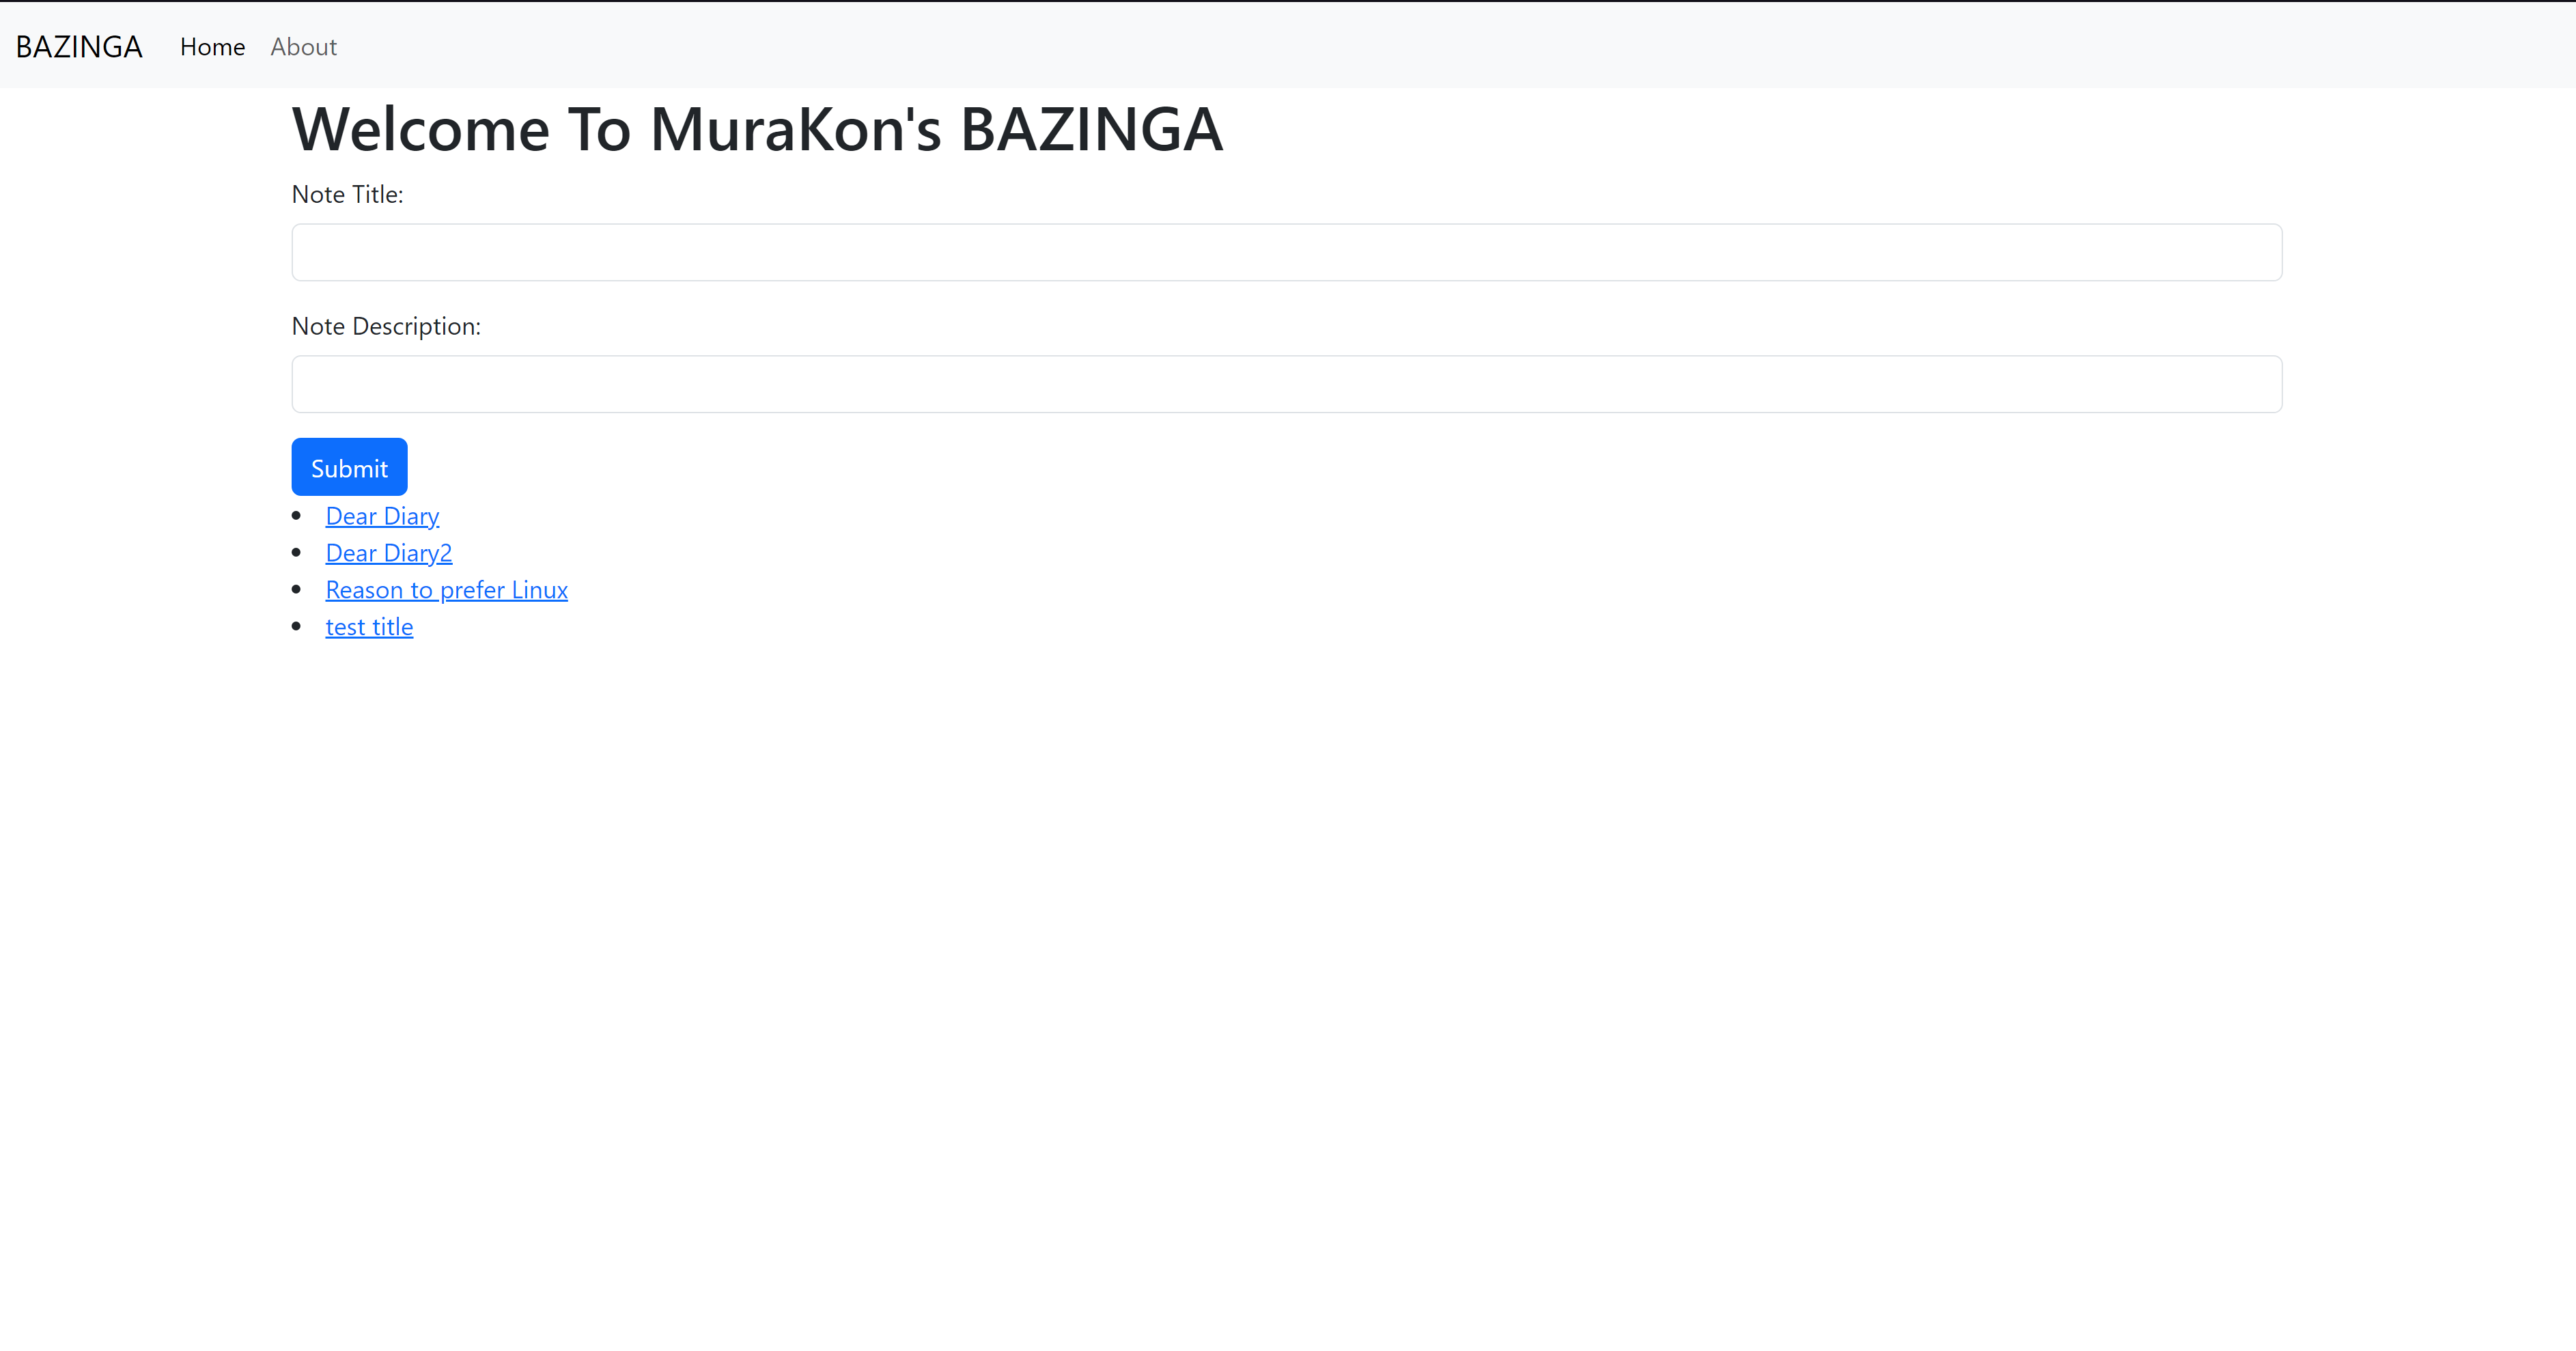 BAZINGA Home About
Welcome To MuraKon's BAZINGA
Note Title:
Note Description:
Submit
Dear Diary
Dear Diary2
Reason to prefer Linux
test title